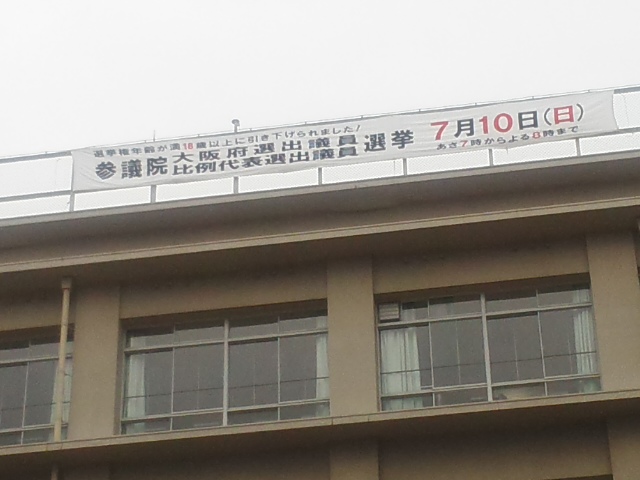 選挙権年齢が満18歳以上に引き下げられました!
参議院 大阪府選出議員選挙 7月10日(日)
比例代表選出議員
あさ7時からよる8時まで